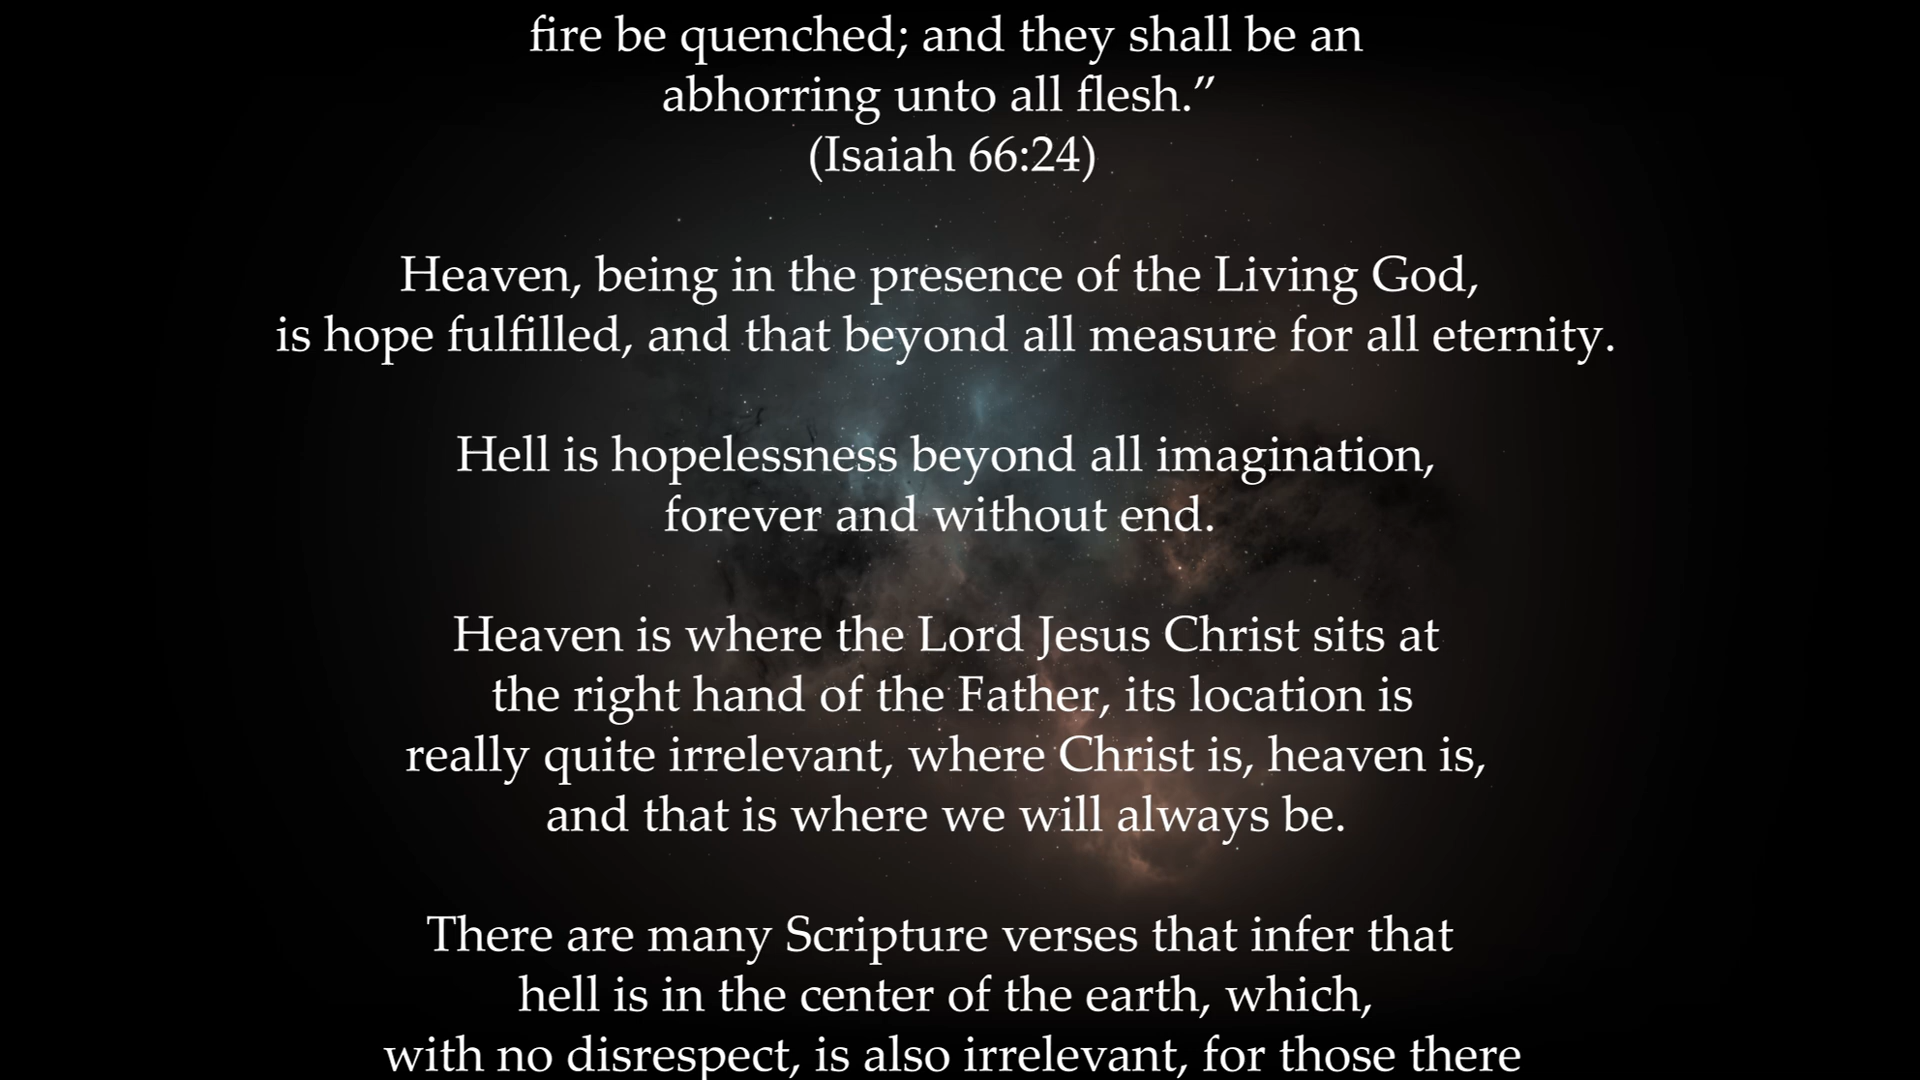 fire be quenched; and they shall be an
abhorring unto all flesh.”
(Isaiah 66:24)
Heaven, being in the presence of the Living God,
is hope fulfilled, and that beyond all measure for all eternity.
Hell is hopelessness beyond all imagination,
forever and without end.
Heaven is where the Lord Jesus Christ sits at
the right hand of the Father, its location is
really quite irrelevant, where Christ is, heaven is,
and that is where we will always be.
There are many Scripture verses that infer that
hell is in the center of the earth, which,
with no disrespect, is also irrelevant, for those there